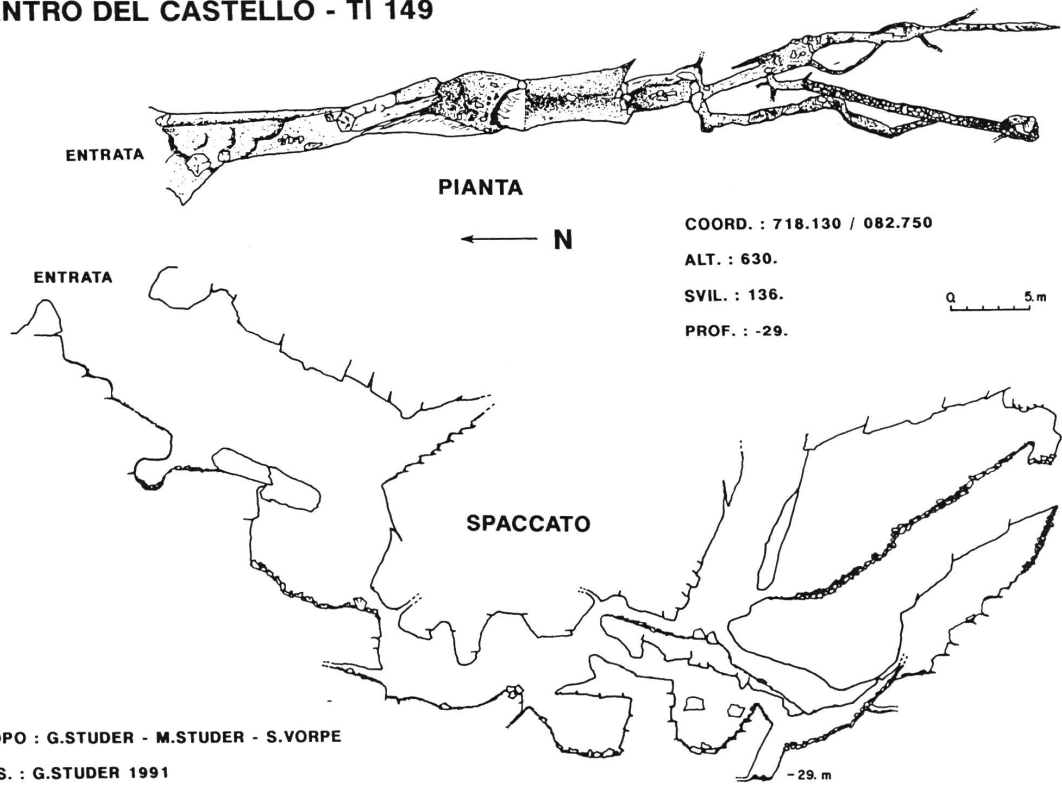 ENTRO DEL CASTELLO - TI 149
ENTRATA
PIANTA
N
COORD. : 718.130 / 082.750
ALT. : 630.
SVIL. : 136.
PROF. : -29.
0. 5. m
ENTRATA
SPACCATO
OPO : G.STUDER - M.STUDER - S.VORPE
S. : G.STUDER 1991
-29. m